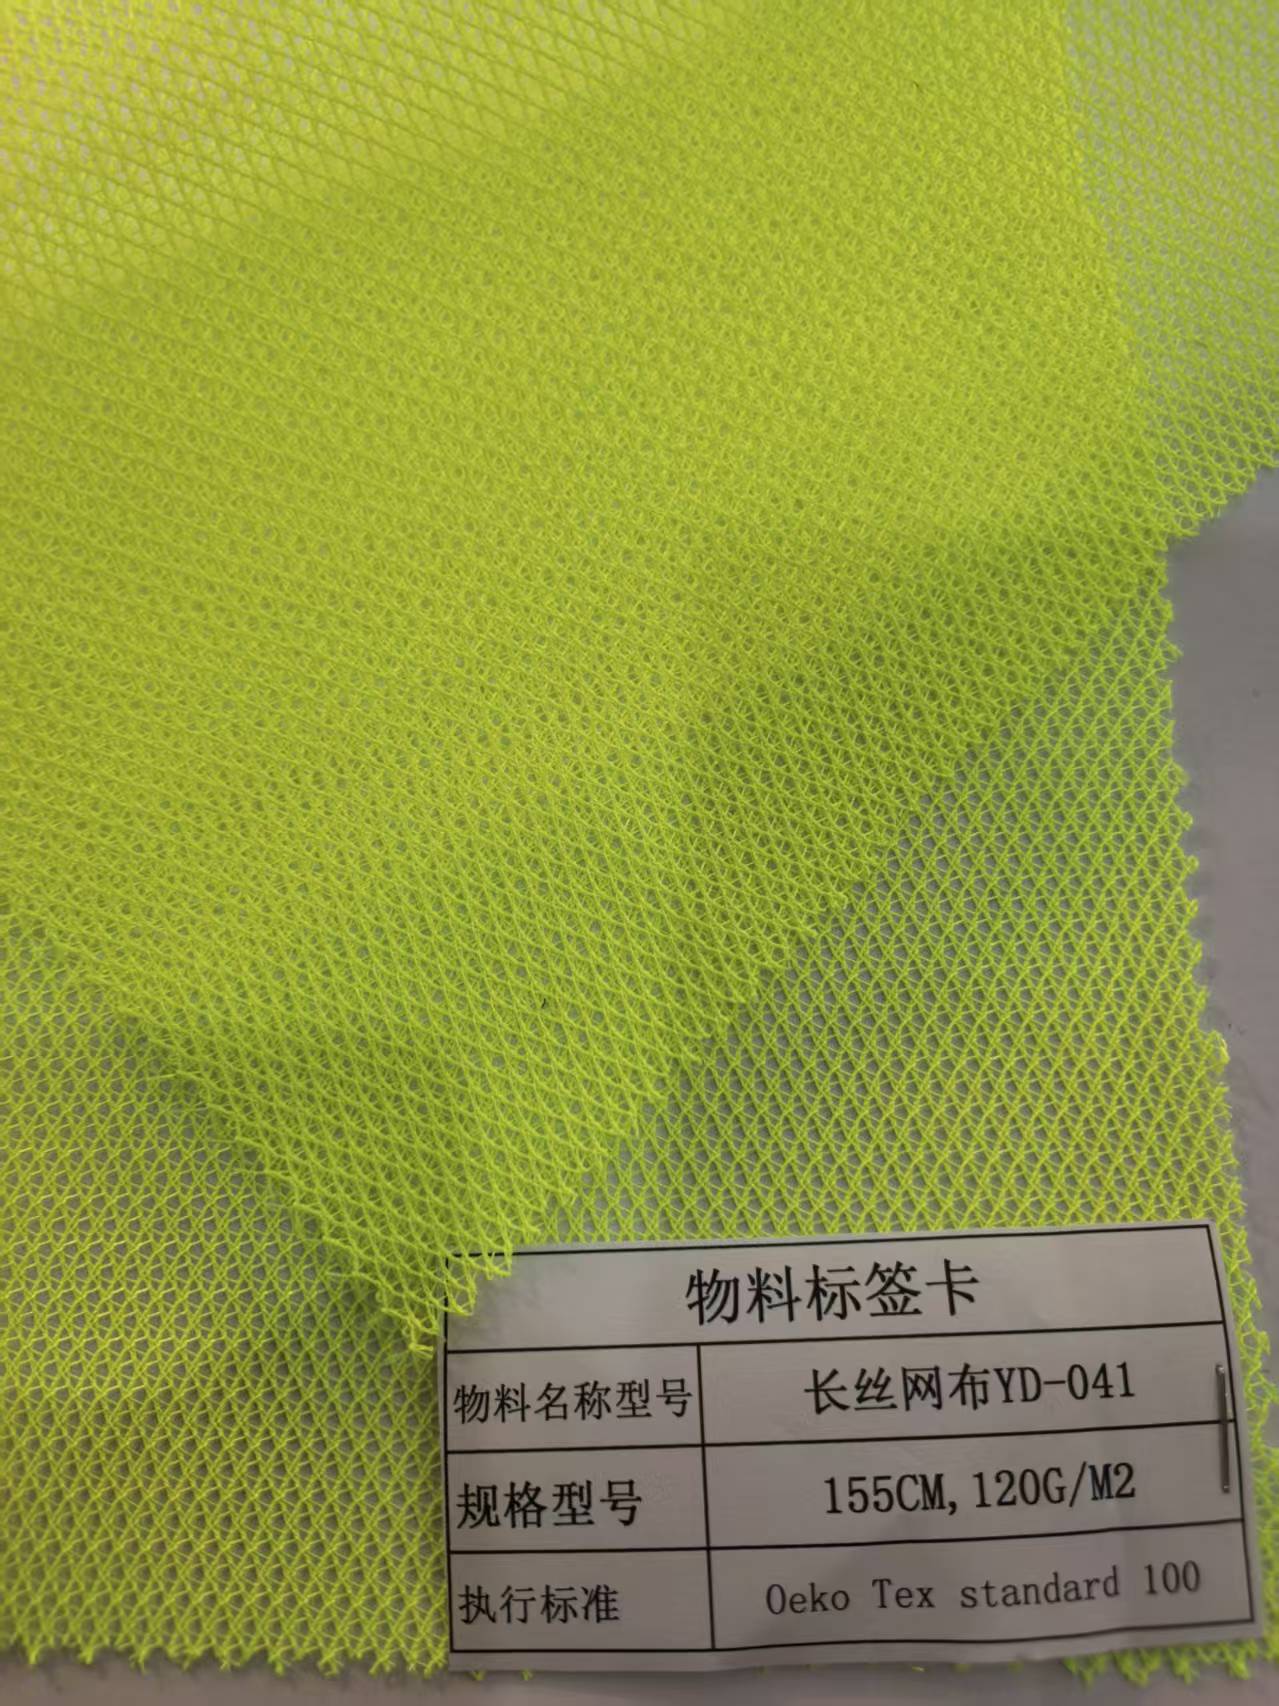 物料标签卡
物料名称型号 长丝网布YD-041
规格型号 155CM,120G/M2
执行标准 Oeko Tex standard 100